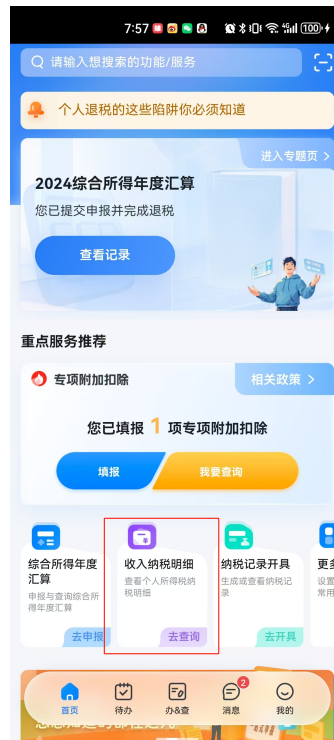 7:57
100
请输入想搜索的功能/服务
个人退税的这些陷阱你必须知道
进入专题页 >
2024综合所得年度汇算
您已提交申报并完成退税
查看记录
重点服务推荐
专项附加扣除
相关政策 >
您已填报 1 项专项附加扣除
填报
我要查询
综合所得年度
汇算
申报与查询综合所
得年度汇算
去申报
收入纳税明细
查看个人所得税纳
税明细
去查询
纳税记录开具
生成或查看纳税记
录
去开具
更多
设置
常用
首页
待办
办&查
2
消息
我的